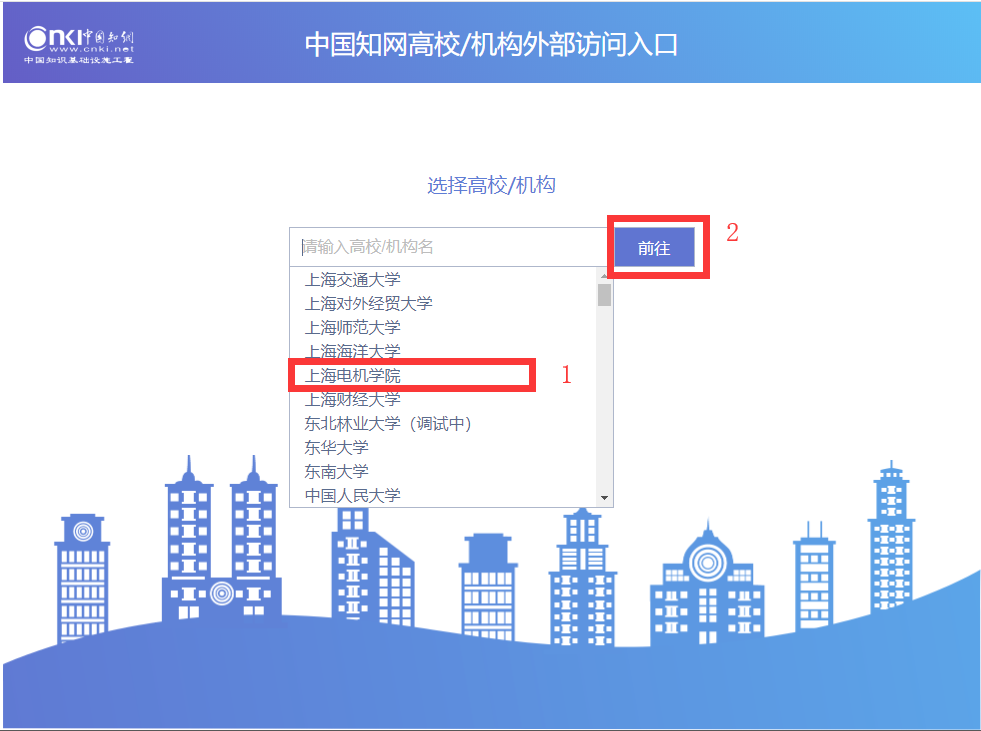 CNKI中国知网
www.cnki.net
中国知识基础设施工程
中国知网高校/机构外部访问入口
选择高校/机构
请输入高校/机构名
前往
2
上海交通大学
上海对外经贸大学
上海师范大学
上海海洋大学
上海电机学院
1
上海财经大学
东北林业大学（调试中）
东华大学
东南大学
中国人民大学